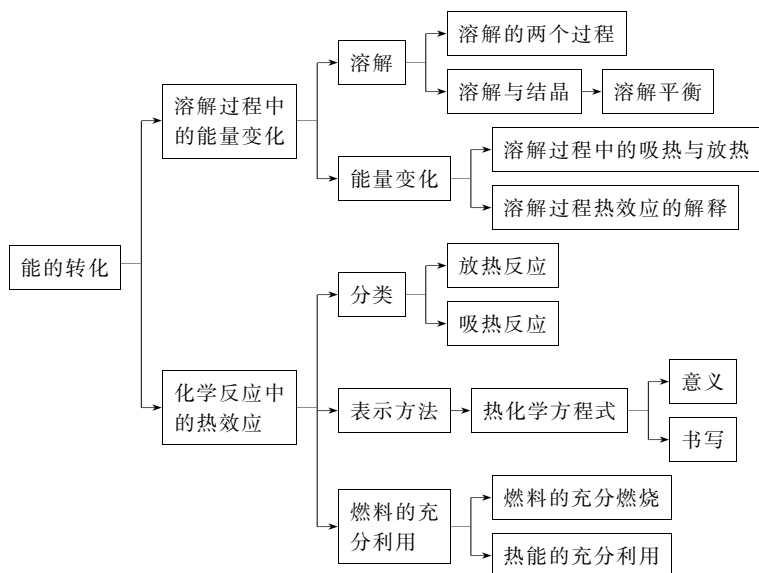 能的转化
溶解过程中
的能量变化
溶解
溶解的两个过程
溶解与结晶
溶解平衡
能量变化
溶解过程中的吸热与放热
溶解过程热效应的解释
化学反应中
的热效应
分类
放热反应
吸热反应
表示方法
热化学方程式
意义
书写
燃料的充
分利用
燃料的充分燃烧
热能的充分利用